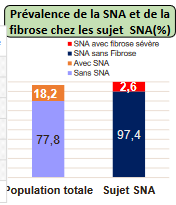 Prévalence de la SNA et de la
fibrose chez les sujet SNA(%)
SNA avec fibrose sévère
SNA sans Fibrose
Avec SNA
Sans SNA
18,2
2,6
77,8
97,4
Population totale
Sujet SNA